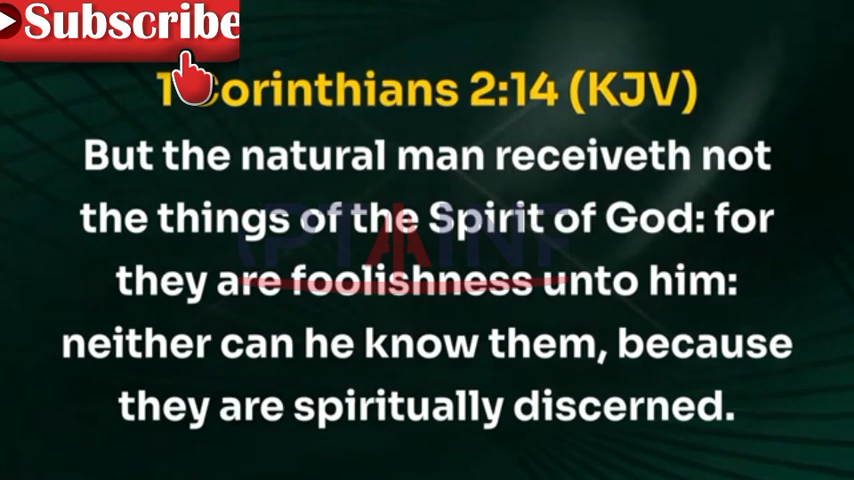 Subscribe
1 Corinthians 2:14 (KJV)
But the natural man receiveth not
the things of the Spirit of God: for
they are foolishness unto him:
neither can he know them, because
they are spiritually discerned.